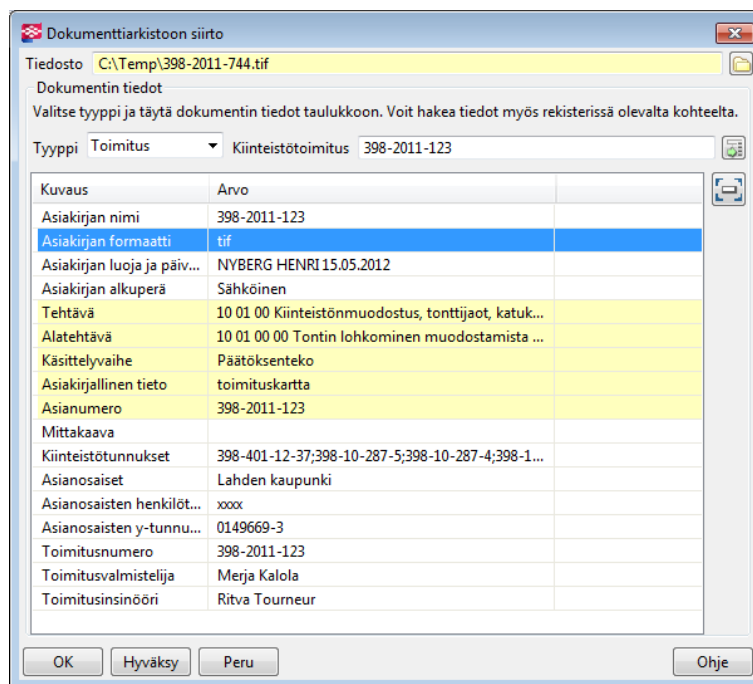 Dokumenttiarkistoon siirto
Tiedosto C:\Temp\398-2011-744.tif
Dokumentin tiedot
Valitse tyyppi ja täytä dokumentin tiedot taulukkoon. Voit hakea tiedot myös rekisterissä olevalta kohteelta.
Tyyppi Toimitus Kiinteistötoimitus 398-2011-123
Kuvaus Arvo
Asiakirjan nimi 398-2011-123
Asiakirjan formaatti tif
Asiakirjan luoja ja päiv... NYBERG HENRI 15.05.2012
Asiakirjan alkuperä Sähköinen
Tehtävä 10 01 00 Kiinteistönmuodostus, tonttijaot, katuk...
Alatehtävä 10 01 00 00 Tontin lohkominen muodostamista ...
Käsittelyvaihe Päätöksenteko
Asiakirjallinen tieto toimituskartta
Asianumero 398-2011-123
Mittakaava
Kiinteistötunnukset 398-401-12-37;398-10-287-5;398-10-287-4;398-1...
Asianosaiset Lahden kaupunki
Asianosaisten henkilöt... xxxx
Asianosaisten y-tunnu... 0149669-3
Toimitusnumero 398-2011-123
Toimitusvalmistelija Merja Kalola
Toimitusinsinööri Ritva Tourneur
OK Hyväksy Peru Ohje